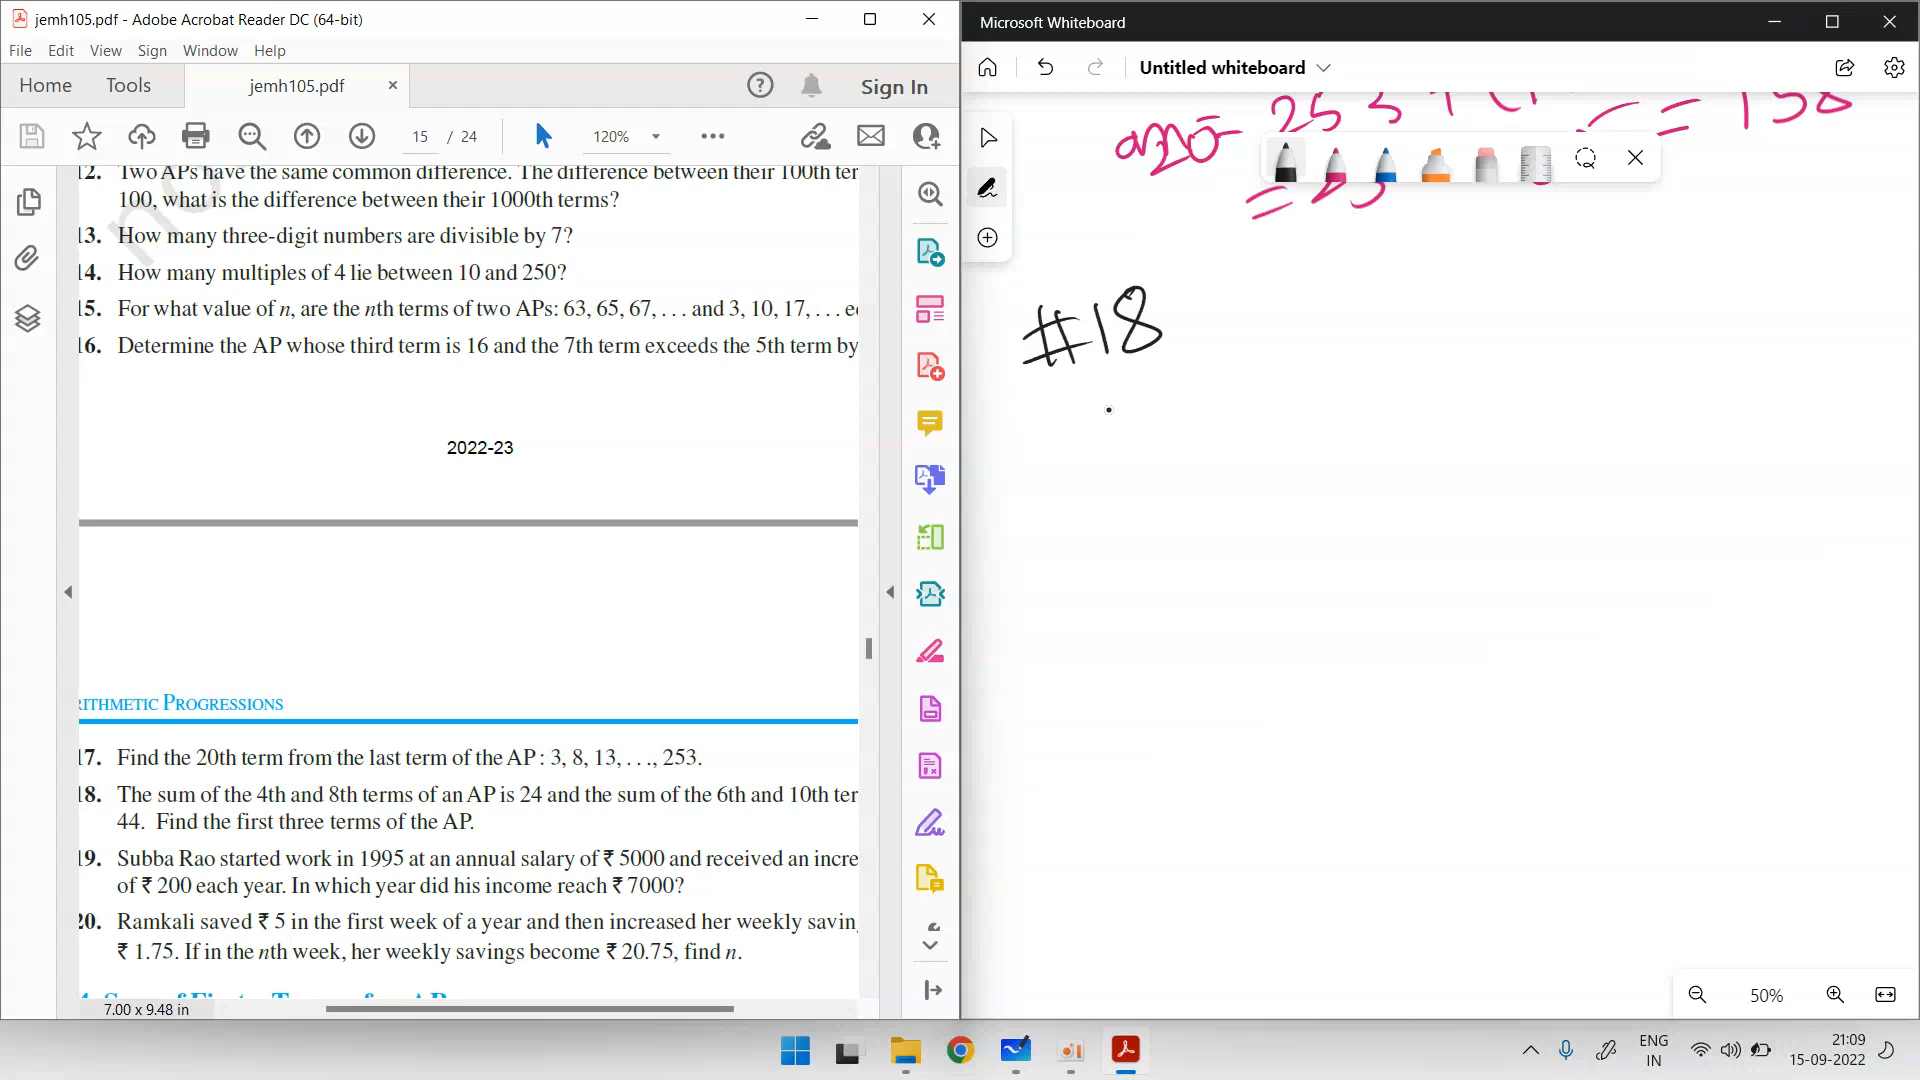 jemh105.pdf - Adobe Acrobat Reader DC (64-bit)
File Edit View Sign Window Help
Home Tools jemh105.pdf Sign In
15 / 24 120%
12. Two APs have the same common difference. The difference between their 100th ter
100, what is the difference between their 1000th terms?
13. How many three-digit numbers are divisible by 7?
14. How many multiples of 4 lie between 10 and 250?
15. For what value of n, are the nth terms of two APs: 63, 65, 67, . . . and 3, 10, 17, . . . e
16. Determine the AP whose third term is 16 and the 7th term exceeds the 5th term by
2022-23
RITHMETIC PROGRESSIONS
17. Find the 20th term from the last term of the AP : 3, 8, 13, . . ., 253.
18. The sum of the 4th and 8th terms of an AP is 24 and the sum of the 6th and 10th ter
44. Find the first three terms of the AP.
19. Subba Rao started work in 1995 at an annual salary of ₹ 5000 and received an incre
of ₹ 200 each year. In which year did his income reach ₹ 7000?
20. Ramkali saved ₹ 5 in the first week of a year and then increased her weekly savin
₹ 1.75. If in the nth week, her weekly savings become ₹ 20.75, find n.
7.00 x 9.48 in
Microsoft Whiteboard
Untitled whiteboard
= 158
#18
50%
ENG
IN
21:09
15-09-2022